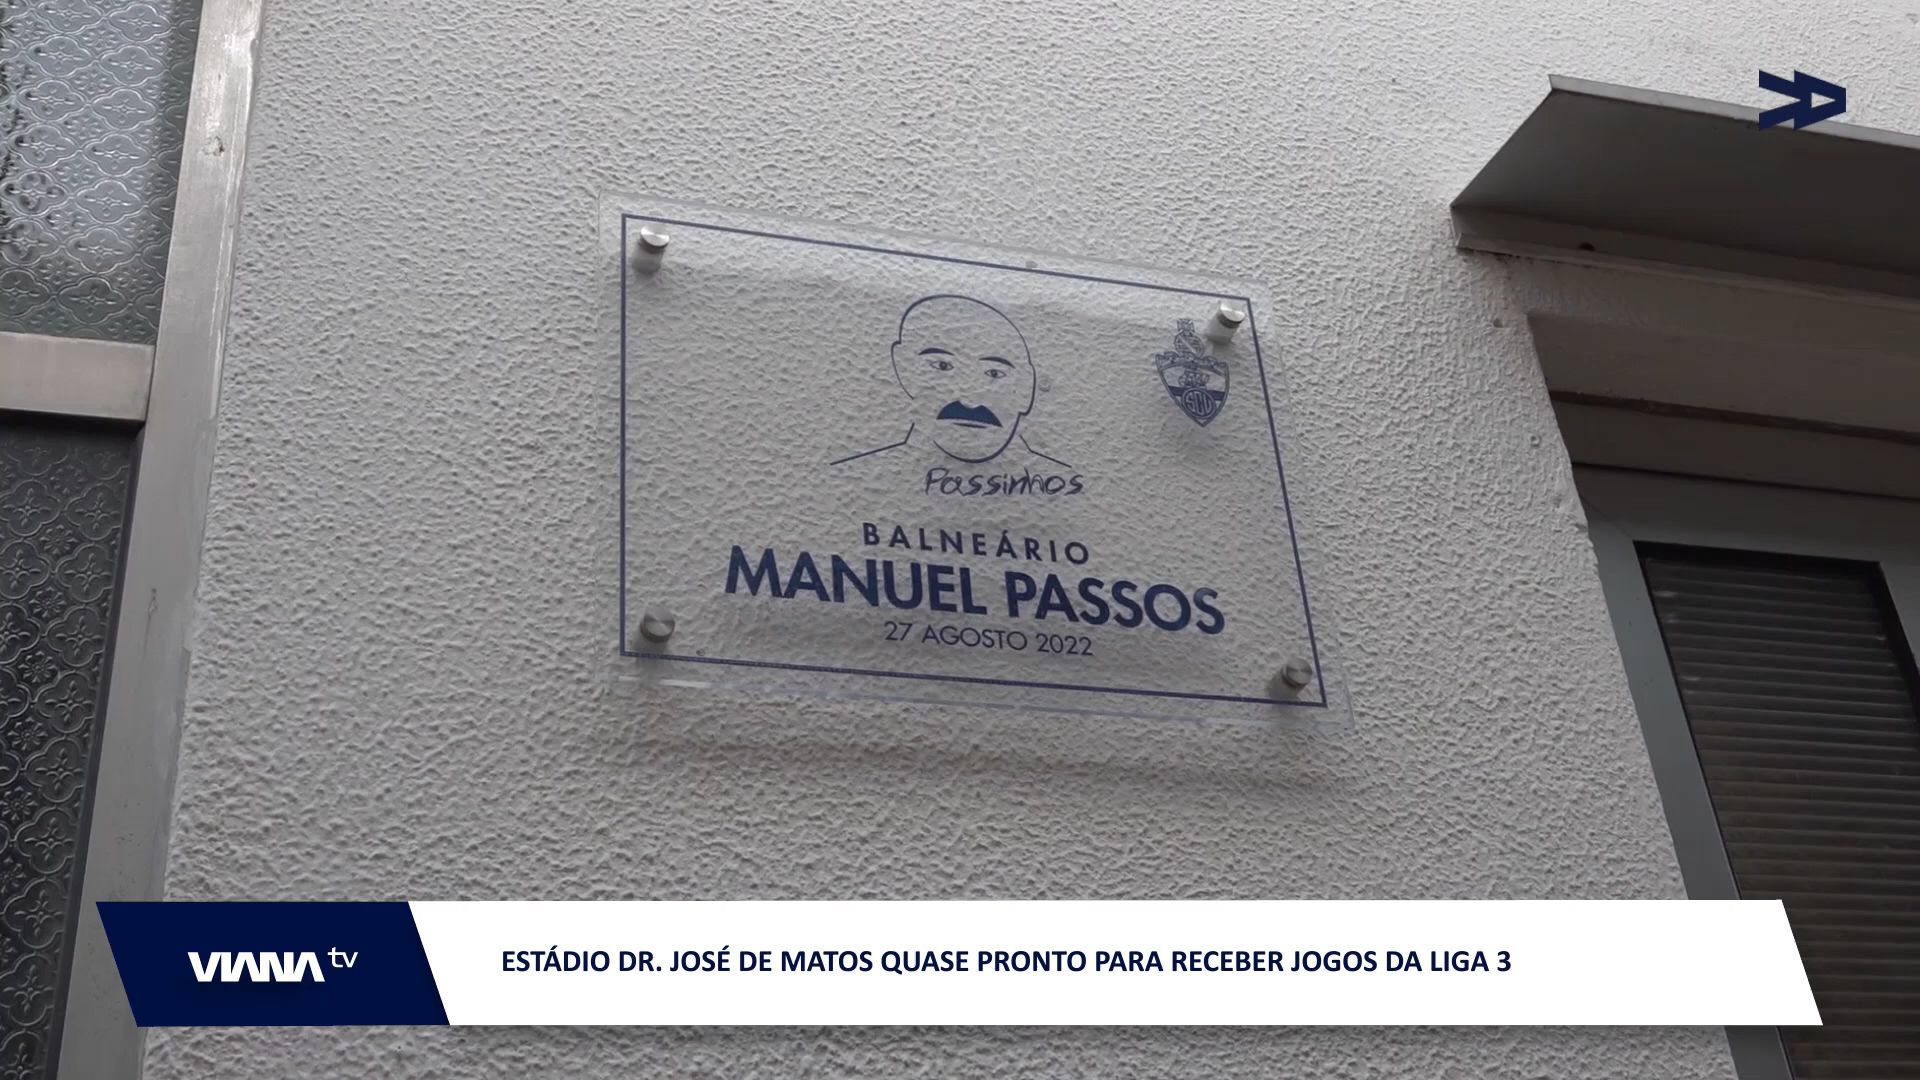 Passinhos
BALNEÁRIO
MANUEL PASSOS
27 AGOSTO 2022
VIANA tv
ESTÁDIO DR. JOSÉ DE MATOS QUASE PRONTO PARA RECEBER JOGOS DA LIGA 3